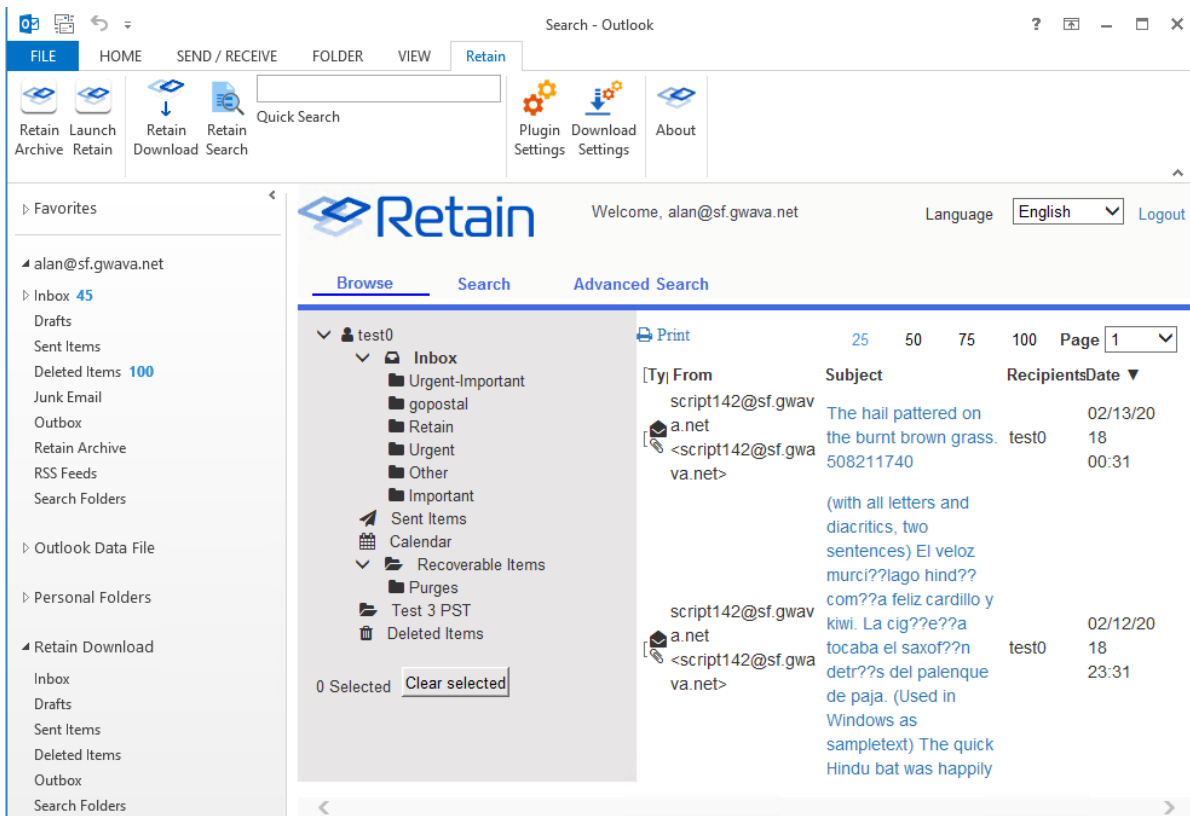 Search - Outlook
FILE HOME SEND / RECEIVE FOLDER VIEW Retain
Retain Archive
Launch Retain
Retain Download
Retain Search
Quick Search
Plugin Settings
Download Settings
About
Favorites
alan@sf.gwava.net
Inbox 45
Drafts
Sent Items
Deleted Items 100
Junk Email
Outbox
Retain Archive
RSS Feeds
Search Folders
Outlook Data File
Personal Folders
Retain Download
Inbox
Drafts
Sent Items
Deleted Items
Outbox
Search Folders
Retain
Welcome, alan@sf.gwava.net
Language English Logout
Browse Search Advanced Search
test0
Inbox
Urgent-Important
gopostal
Retain
Urgent
Other
Important
Sent Items
Calendar
Recoverable Items
Purges
Test 3 PST
Deleted Items
0 Selected Clear selected
Print 25 50 75 100 Page 1
[Ty| From Subject Recipients Date ▼
script142@sf.gwav
a.net
<script142@sf.gwa
va.net>
The hail pattered on
the burnt brown grass.
508211740
test0
02/13/20
18
00:31
script142@sf.gwav
a.net
<script142@sf.gwa
va.net>
(with all letters and
diacritics, two
sentences) El veloz
murci??lago hind??
com??a feliz cardillo y
kiwi. La cig??e??a
tocaba el saxof??n
detr??s del palenque
de paja. (Used in
Windows as
sampletext) The quick
Hindu bat was happily
test0
02/12/20
18
23:31